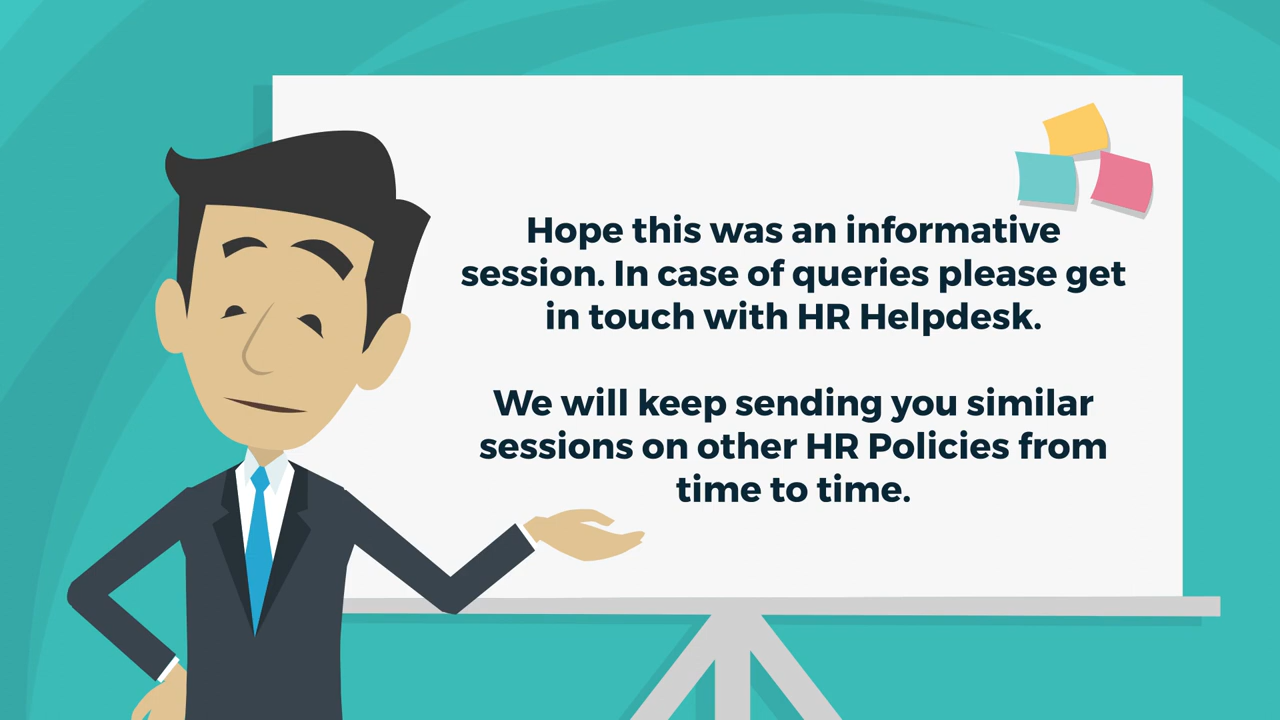 Hope this was an informative
session. In case of queries please get
in touch with HR Helpdesk.
We will keep sending you similar
sessions on other HR Policies from
time to time.